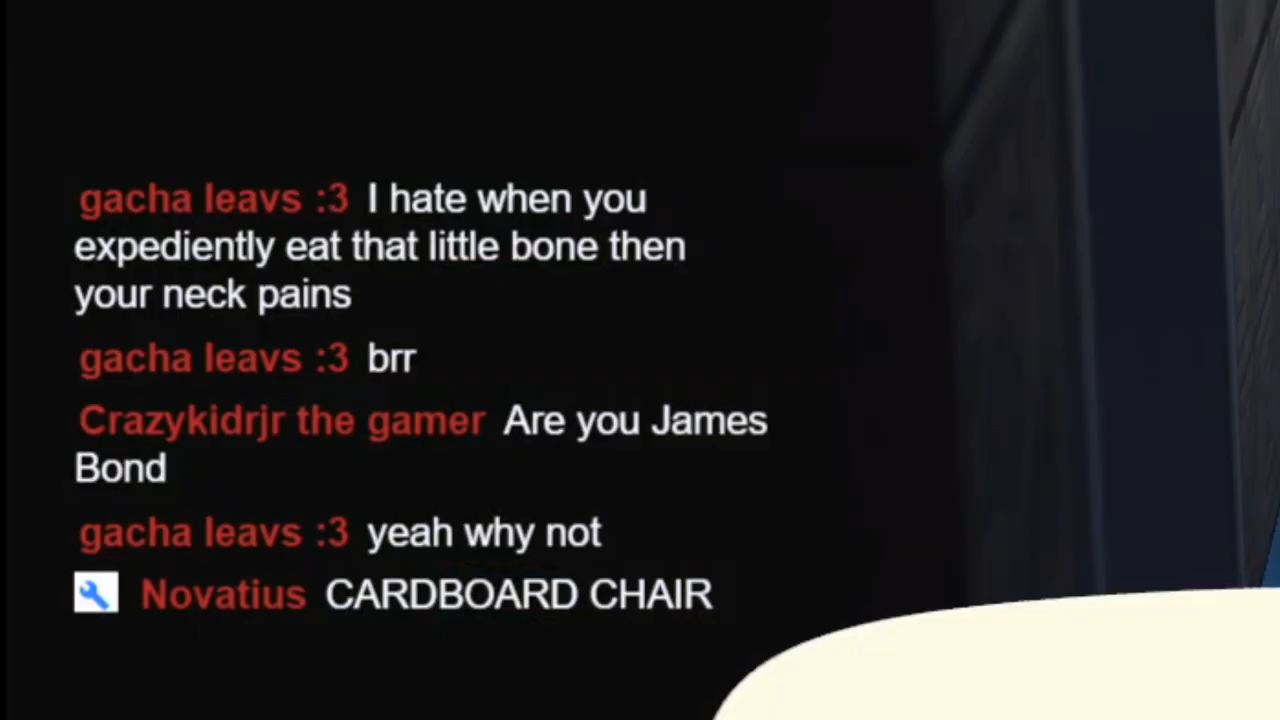 gacha leavs :3 I hate when you
expediently eat that little bone then
your neck pains
gacha leavs :3 brr
Crazykidrjr the gamer Are you James
Bond
gacha leavs :3 yeah why not
Novatius CARDBOARD CHAIR